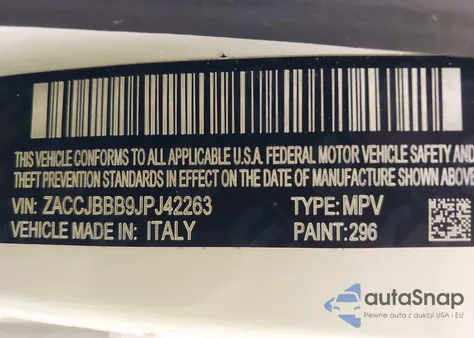 THIS VEHICLE CONFORMS TO ALL APPLICABLE U.S.A. FEDERAL MOTOR VEHICLE SAFETY AND
THEFT PREVENTION STANDARDS IN EFFECT ON THE DATE OF MANUFACTURE SHOWN ABOVE
VIN: ZACCJBBB9JPJ42263 TYPE: MPV
VEHICLE MADE IN: ITALY PAINT: 296
autoSnap
Pewne auta z aukcji USA i EU